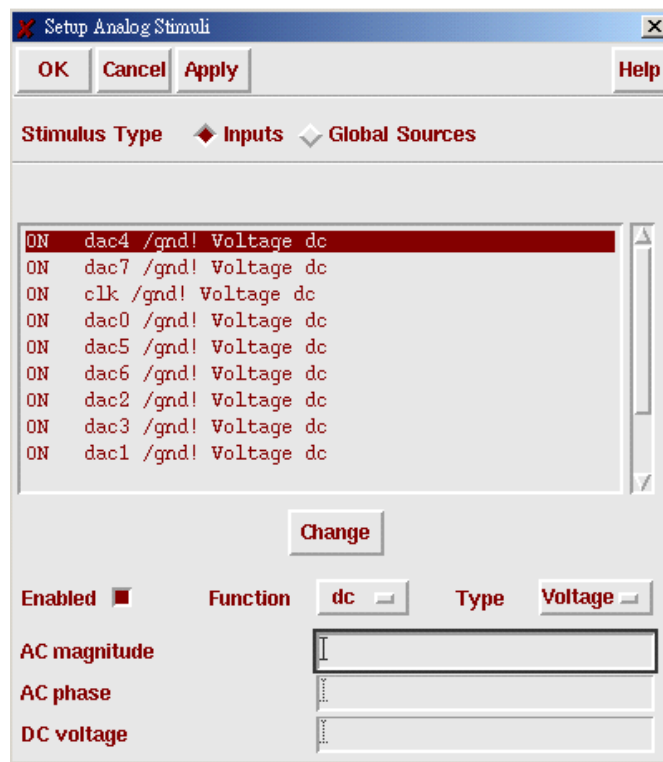 Setup Analog Stimuli
OK Cancel Apply Help
Stimulus Type Inputs Global Sources
ON dac4 /gnd! Voltage dc
ON dac7 /gnd! Voltage dc
ON clk /gnd! Voltage dc
ON dac0 /gnd! Voltage dc
ON dac5 /gnd! Voltage dc
ON dac6 /gnd! Voltage dc
ON dac2 /gnd! Voltage dc
ON dac3 /gnd! Voltage dc
ON dac1 /gnd! Voltage dc
Change
Enabled Function dc Type Voltage
AC magnitude
AC phase
DC voltage